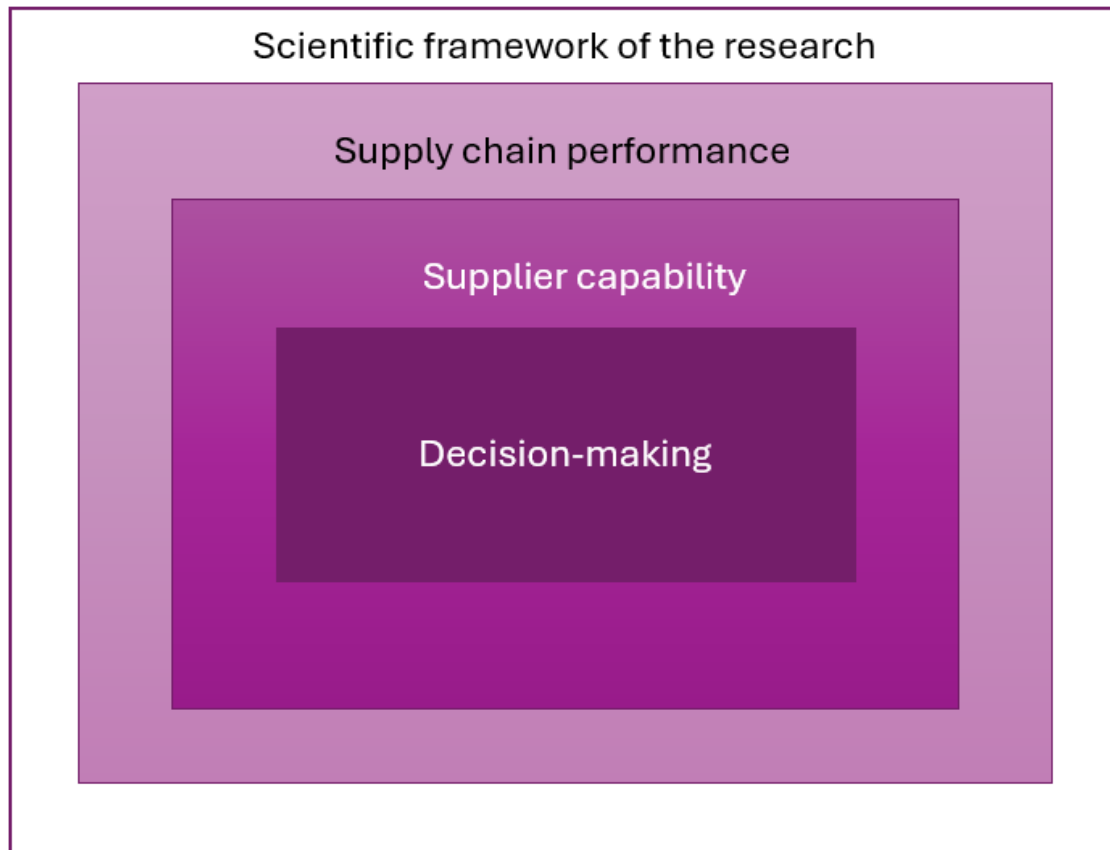 Scientific framework of the research
Supply chain performance
Supplier capability
Decision-making